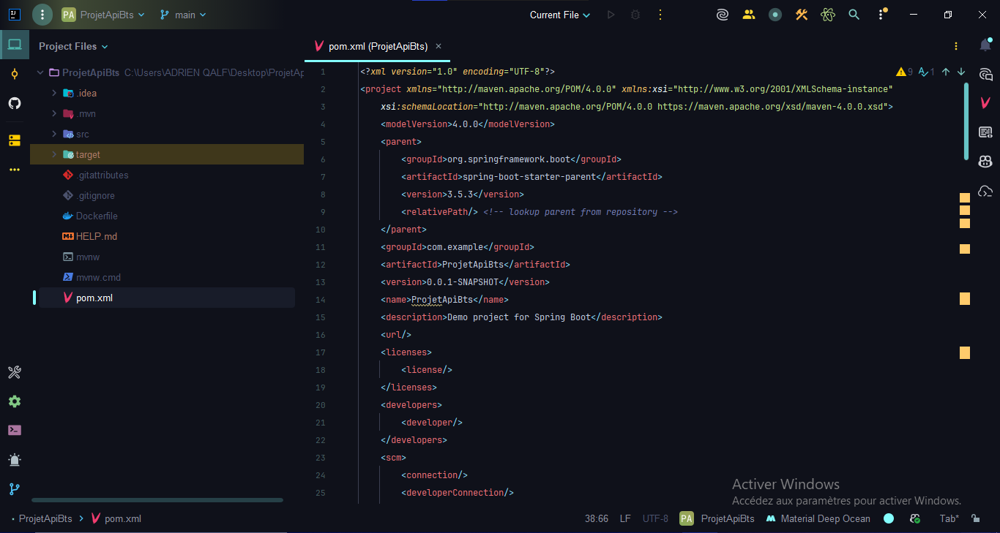 PA ProjetApiBts main Current File
Project Files
pom.xml (ProjetApiBts)
ProjetApiBts C:\Users\ADRIEN QALF\Desktop\ProjetAp
.idea
.mvn
src
target
.gitattributes
.gitignore
Dockerfile
HELP.md
mvnw
mvnw.cmd
pom.xml
9 1
1 <?xml version="1.0" encoding="UTF-8"?>
2 <project xmlns="http://maven.apache.org/POM/4.0.0" xmlns:xsi="http://www.w3.org/2001/XMLSchema-instance"
3 xsi:schemaLocation="http://maven.apache.org/POM/4.0.0 https://maven.apache.org/xsd/maven-4.0.0.xsd">
4 <modelVersion>4.0.0</modelVersion>
5 <parent>
6 <groupId>org.springframework.boot</groupId>
7 <artifactId>spring-boot-starter-parent</artifactId>
8 <version>3.5.3</version>
9 <relativePath/> <!-- lookup parent from repository -->
10 </parent>
11 <groupId>com.example</groupId>
12 <artifactId>ProjetApiBts</artifactId>
13 <version>0.0.1-SNAPSHOT</version>
14 <name>ProjetApiBts</name>
15 <description>Demo project for Spring Boot</description>
16 <url/>
17 <licenses>
18 <license/>
19 </licenses>
20 <developers>
21 <developer/>
22 </developers>
23 <scm>
24 <connection/>
25 <developerConnection/>
Activer Windows
Accédez aux paramètres pour activer Windows.
ProjetApiBts pom.xml 38:66 LF UTF-8 PA ProjetApiBts Material Deep Ocean Tab*